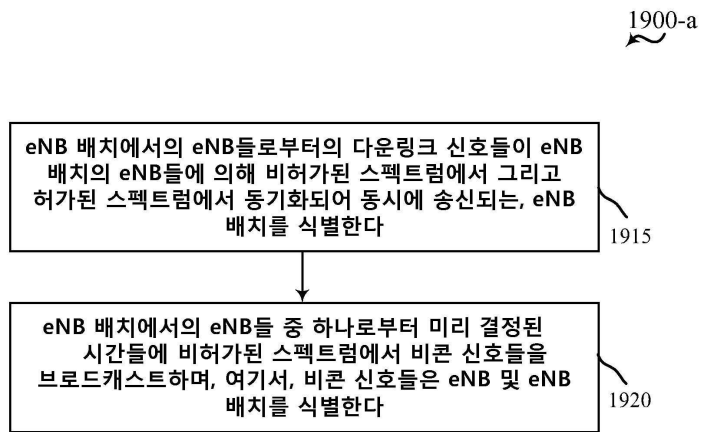 1900-a
eNB 배치에서의 eNB들로부터의 다운링크 신호들이 eNB
배치의 eNB들에 의해 비허가된 스펙트럼에서 그리고
허가된 스펙트럼에서 동기화되어 동시에 송신되는, eNB
배치를 식별한다
1915
eNB 배치에서의 eNB들 중 하나로부터 미리 결정된
시간들에 비허가된 스펙트럼에서 비콘 신호들을
브로드캐스트하며, 여기서, 비콘 신호들은 eNB 및 eNB
배치를 식별한다
1920